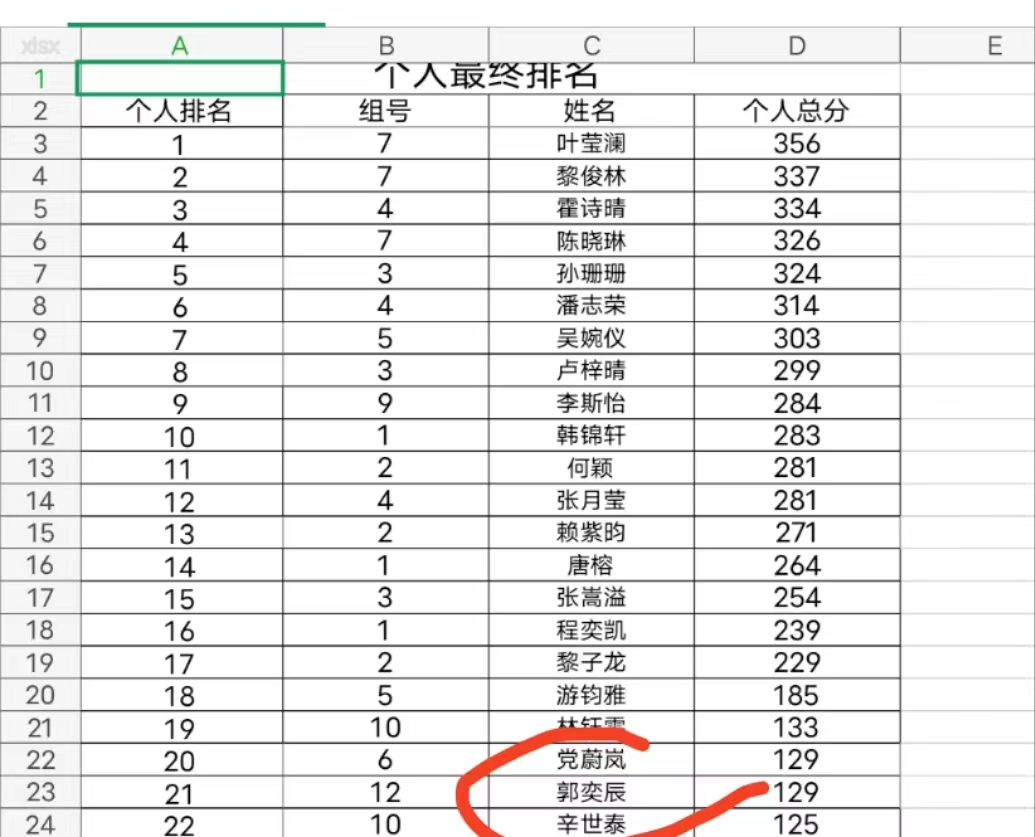 xlsx A B C D E
1 个人最终排名
2 个人排名 组号 姓名 个人总分
3 1 7 叶莹澜 356
4 2 7 黎俊林 337
5 3 4 霍诗晴 334
6 4 7 陈晓琳 326
7 5 3 孙珊珊 324
8 6 4 潘志荣 314
9 7 5 吴婉仪 303
10 8 3 卢梓晴 299
11 9 9 李斯怡 284
12 10 1 韩锦轩 283
13 11 2 何颖 281
14 12 4 张月莹 281
15 13 2 赖紫昀 271
16 14 1 唐榕 264
17 15 3 张嵩溢 254
18 16 1 程奕凯 239
19 17 2 黎子龙 229
20 18 5 游钧雅 185
21 19 10 林钰 133
22 20 6 党蔚岚 129
23 21 12 郭奕辰 129
24 22 10 辛世泰 125